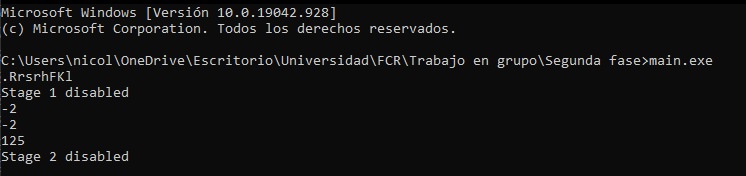 Microsoft Windows [Versión 10.0.19042.928]
(c) Microsoft Corporation. Todos los derechos reservados.
C:\Users\nicol\OneDrive\Escritorio\Universidad\FCR\Trabajo en grupo\Segunda fase>main.exe
.RrsrhFKl
Stage 1 disabled
-2
-2
125
Stage 2 disabled